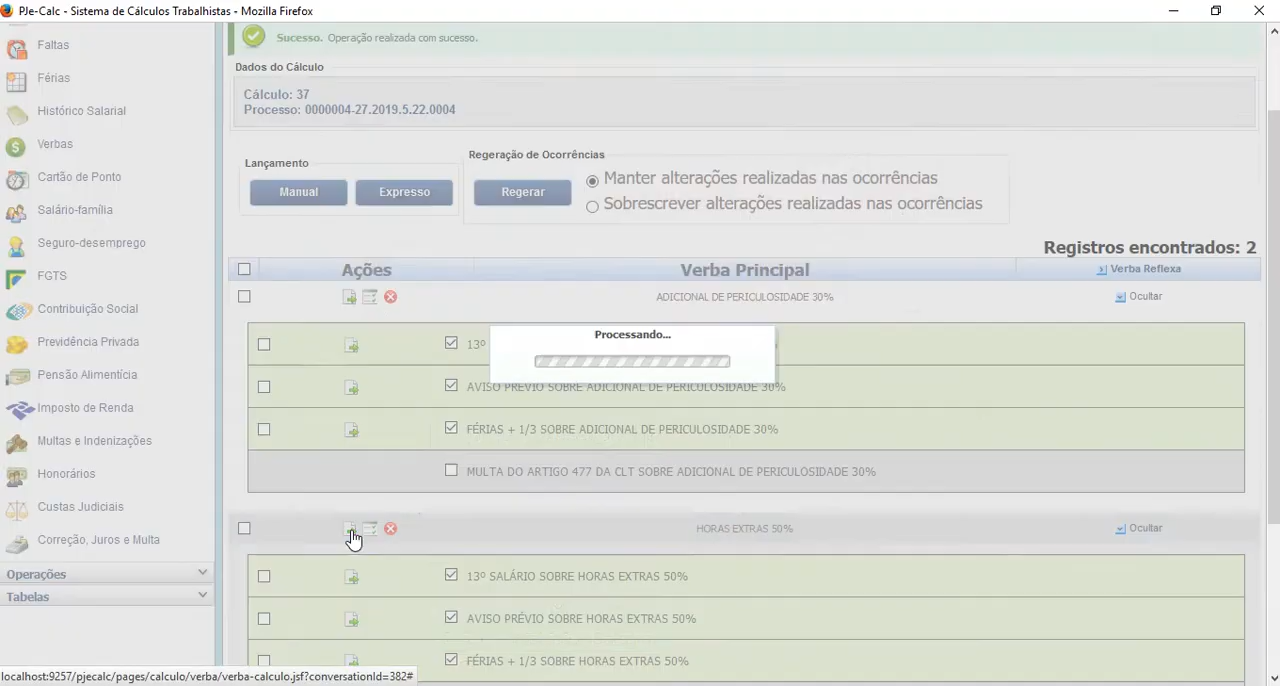 PJe-Calc - Sistema de Cálculos Trabalhistas - Mozilla Firefox
Faltas
Férias
Histórico Salarial
Verbas
Cartão de Ponto
Salário-família
Seguro-desemprego
FGTS
Contribuição Social
Previdência Privada
Pensão Alimentícia
Imposto de Renda
Multas e Indenizações
Honorários
Custas Judiciais
Correção, Juros e Multa
Operações
Tabelas
Sucesso. Operação realizada com sucesso.
Dados do Cálculo
Cálculo: 37
Processo: 0000004-27.2019.5.22.0004
Lançamento
Manual Expresso
Regeração de Ocorrências
Regerar
Manter alterações realizadas nas ocorrências
Sobrescrever alterações realizadas nas ocorrências
Registros encontrados: 2
Ações Verba Principal Verba Reflexa
ADICIONAL DE PERICULOSIDADE 30% Ocultar
Processando...
13º
AVISO PRÉVIO SOBRE ADICIONAL DE PERICULOSIDADE 30%
FÉRIAS + 1/3 SOBRE ADICIONAL DE PERICULOSIDADE 30%
MULTA DO ARTIGO 477 DA CLT SOBRE ADICIONAL DE PERICULOSIDADE 30%
HORAS EXTRAS 50% Ocultar
13º SALÁRIO SOBRE HORAS EXTRAS 50%
AVISO PRÉVIO SOBRE HORAS EXTRAS 50%
FÉRIAS + 1/3 SOBRE HORAS EXTRAS 50%
localhost:9257/pjecalc/pages/calculo/verba/verba-calculo.jsf?conversationId=382#